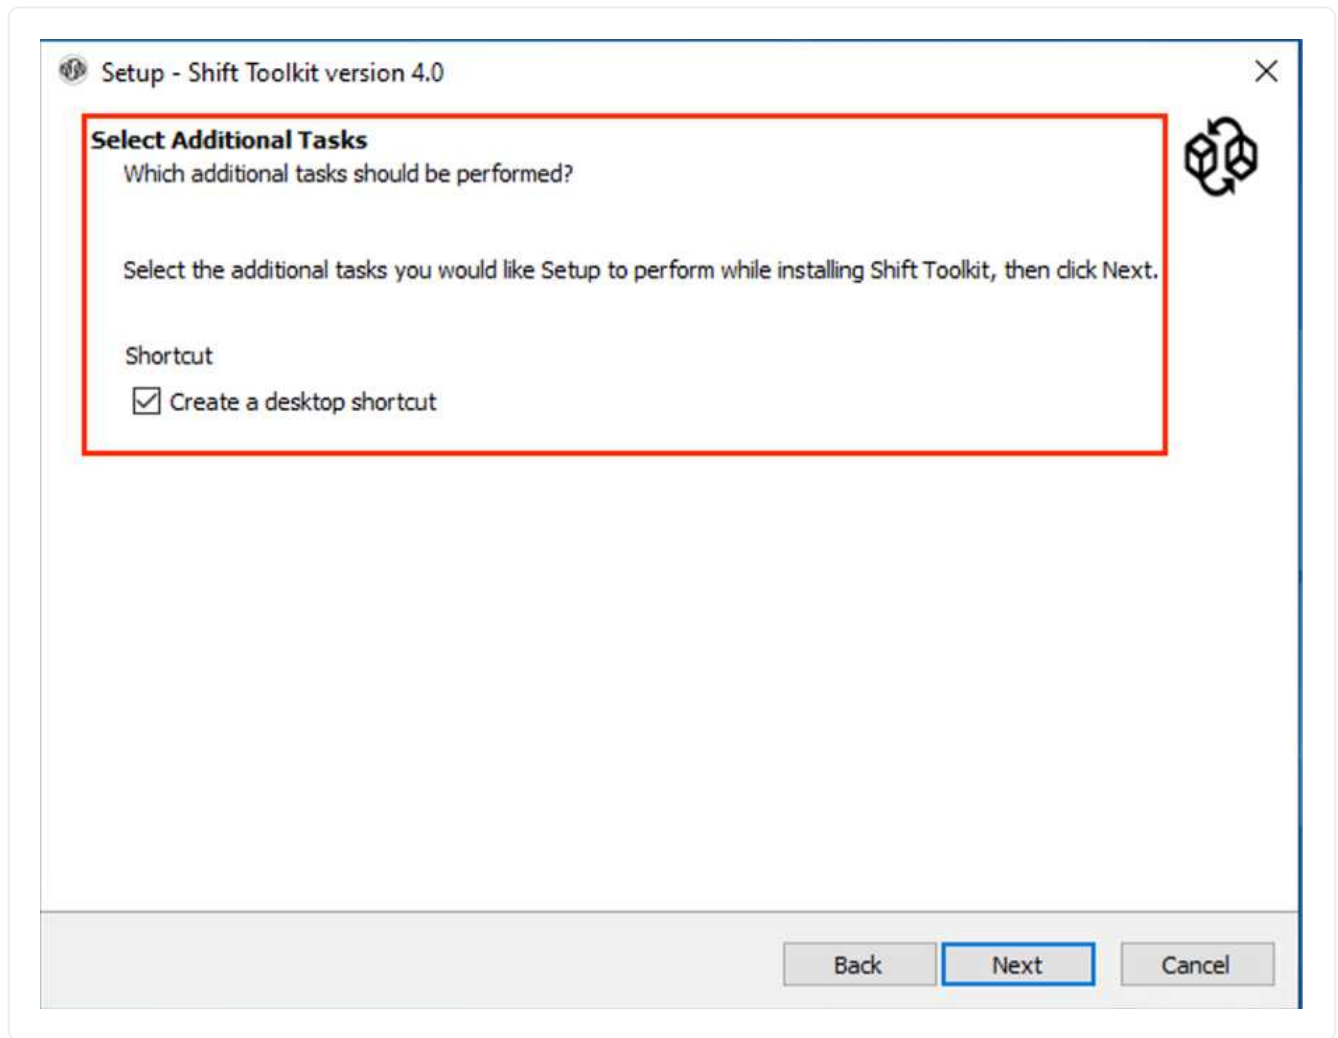 Setup - Shift Toolkit version 4.0
Select Additional Tasks
Which additional tasks should be performed?
Select the additional tasks you would like Setup to perform while installing Shift Toolkit, then click Next.
Shortcut
Create a desktop shortcut
Back
Next
Cancel